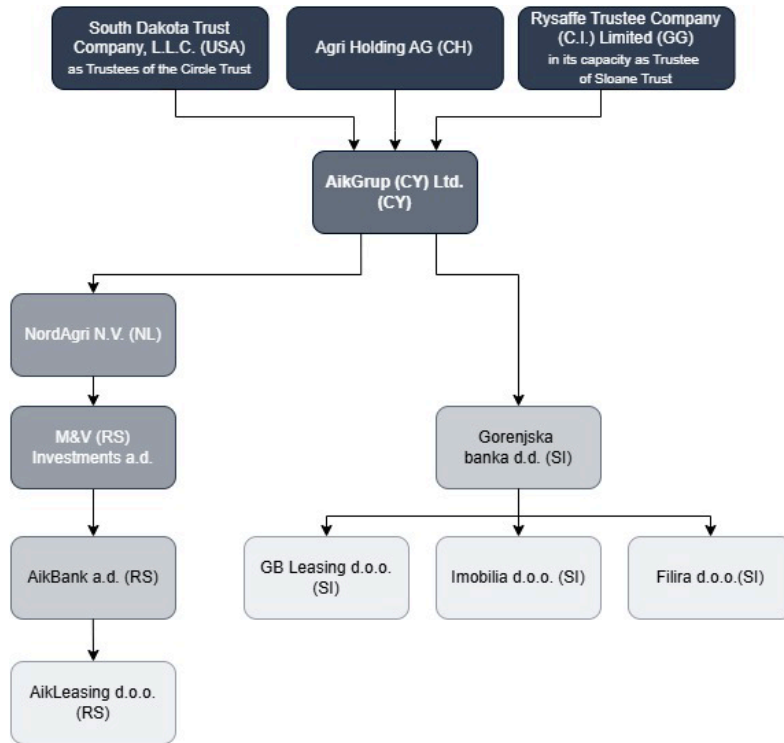 South Dakota Trust
Company, L.L.C. (USA)
as Trustees of the Circle Trust
Agri Holding AG (CH)
Rysaffe Trustee Company
(C.I.) Limited (GG)
in its capacity as Trustee
of Sloane Trust
AikGrup (CY) Ltd.
(CY)
NordAgri N.V. (NL)
M&V (RS)
Investments a.d.
Gorenjska
banka d.d. (SI)
AikBank a.d. (RS)
GB Leasing d.o.o.
(SI)
Imobilia d.o.o. (SI)
Filira d.o.o.(SI)
AikLeasing d.o.o.
(RS)